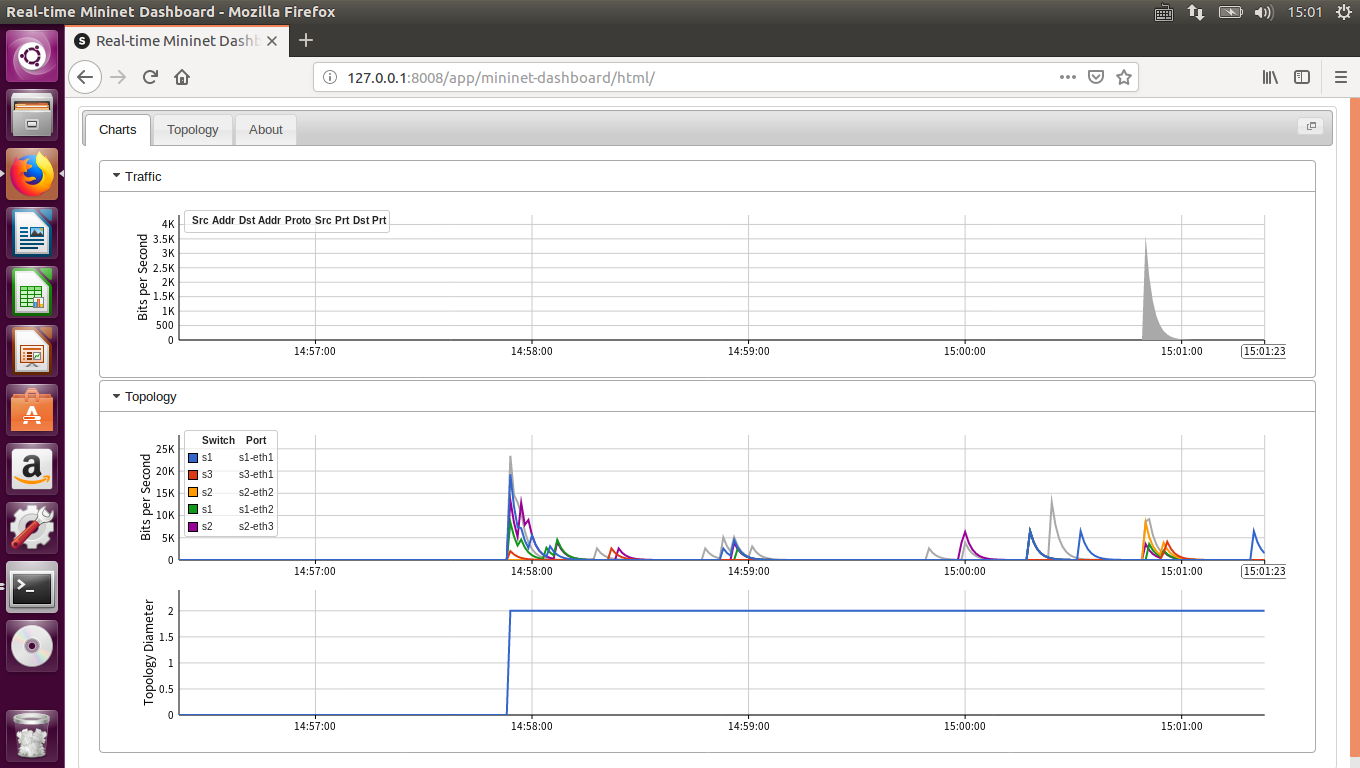 Real-time Mininet Dashboard - Mozilla Firefox
15:01
S Real-time Mininet Dashb
127.0.0.1:8008/app/mininet-dashboard/html/
Charts Topology About
Traffic
Src Addr Dst Addr Proto Src Prt Dst Prt
Bits per Second
4K
3.5K
3K
2.5K
2K
1.5K
1K
500
0
14:57:00 14:58:00 14:59:00 15:00:00 15:01:00 15:01:23
Topology
Switch Port
s1 s1-eth1
s3 s3-eth1
s2 s2-eth2
s1 s1-eth2
s2 s2-eth3
Bits per Second
25K
20K
15K
10K
5K
0
14:57:00 14:58:00 14:59:00 15:00:00 15:01:00 15:01:23
Topology Diameter
2
1.5
1
0.5
0
14:57:00 14:58:00 14:59:00 15:00:00 15:01:00